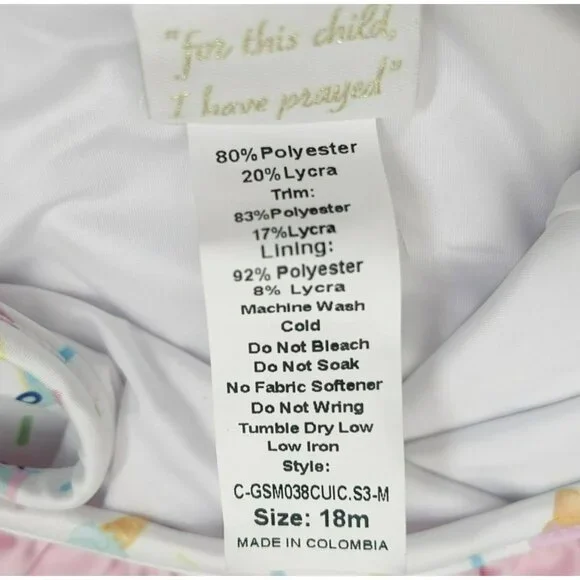 "for this child,
I have prayed"
80% Polyester
20% Lycra
Trim:
83%Polyester
17%Lycra
Lining:
92% Polyester
8% Lycra
Machine Wash
Cold
Do Not Bleach
Do Not Soak
No Fabric Softener
Do Not Wring
Tumble Dry Low
Low Iron
Style:
C-GSM038CUIC.S3-M
Size: 18m
MADE IN COLOMBIA